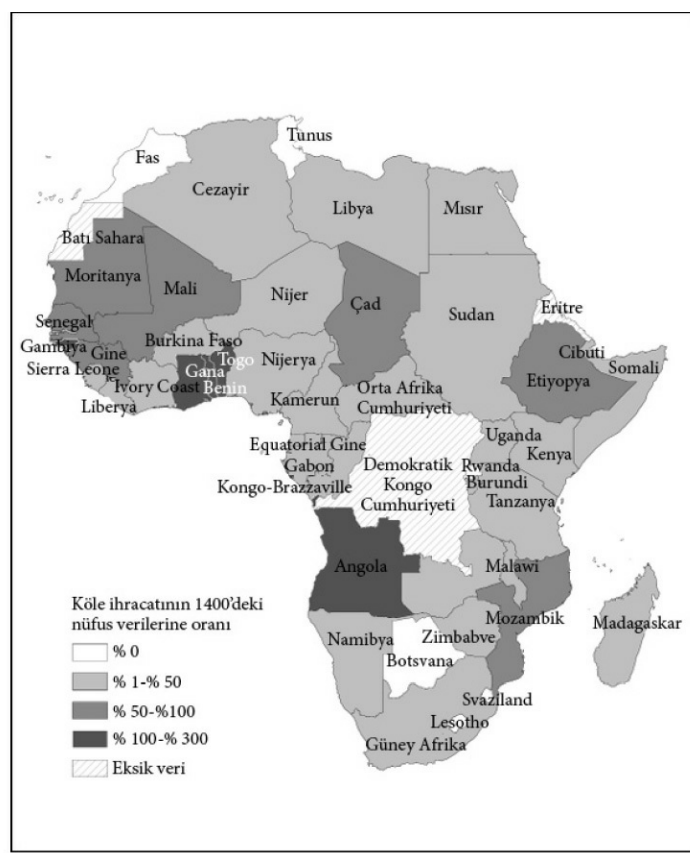 Tunus
Fas
Cezayir
Libya
Mısır
Batı Sahara
Moritanya
Mali
Nijer
Çad
Sudan
Eritre
Senegal
Gambiya
Gine
Sierra Leone
Burkina Faso
Togo
Gana
Benin
Nijerya
Cibuti
Somali
Etiyopya
Ivory Coast
Liberya
Kamerun
Orta Afrika
Cumhuriyeti
Equatorial Gine
Gabon
Kongo-Brazzaville
Demokratik
Kongo
Cumhuriyeti
Uganda
Kenya
Rwanda
Burundi
Tanzanya
Angola
Malawi
Mozambik
Madagaskar
Namibya
Zimbabve
Botsvana
Svaziland
Lesotho
Güney Afrika
Köle ihracatının 1400'deki
nüfus verilerine oranı
% 0
% 1-% 50
% 50-%100
% 100-% 300
Eksik veri